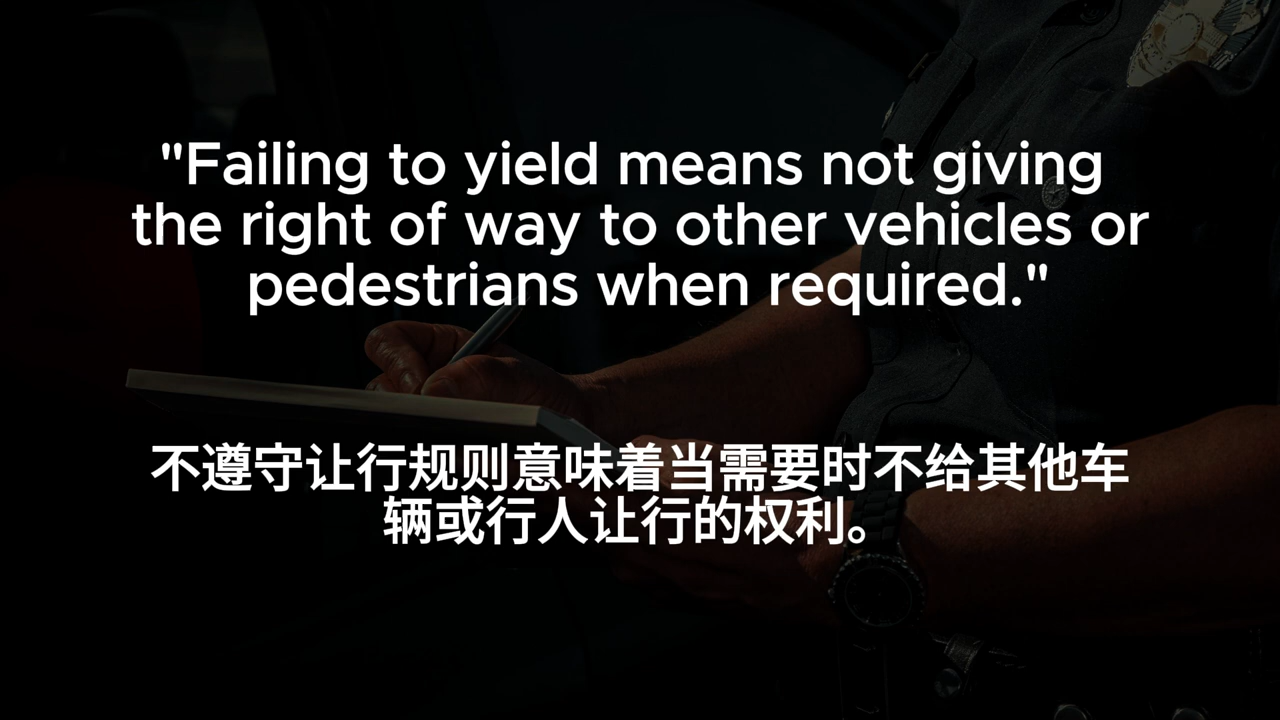 "Failing to yield means not giving
the right of way to other vehicles or
pedestrians when required."
不遵守让行规则意味着当需要时不给其他车
辆或行人让行的权利。